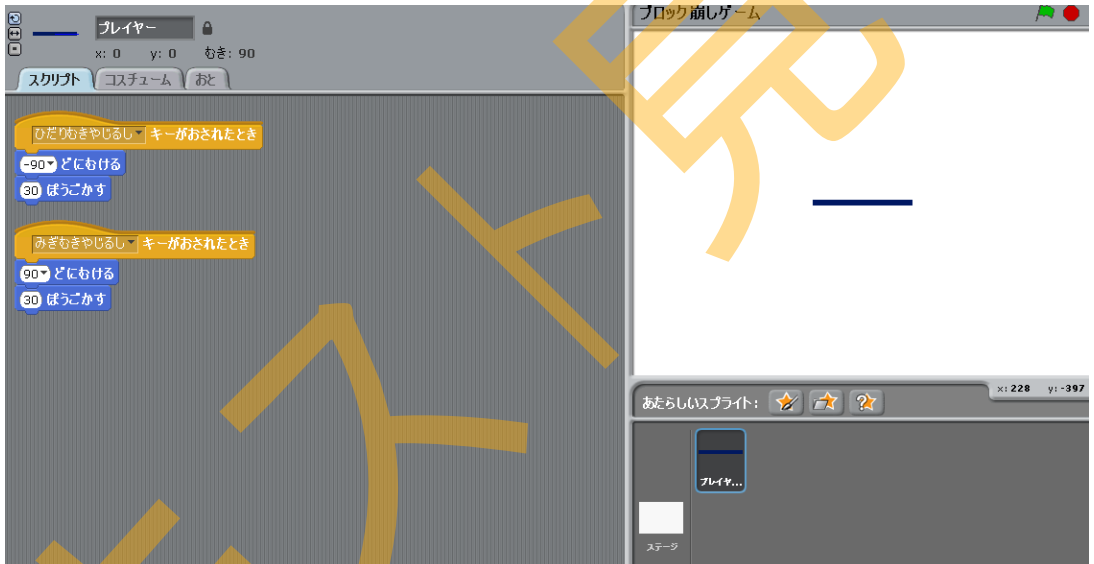 プレイヤー
x: 0 y: 0 むき: 90
スクリプト コスチューム おと
ひだりむきやじるし キーがおされたとき
-90 どにむける
30 ぽうごかす
みぎむきやじるし キーがおされたとき
90 どにむける
30 ぽうごかす
ブロック崩しゲーム
x: 228 y: -397
あたらしいスプライト:
プレイヤ...
ステージ